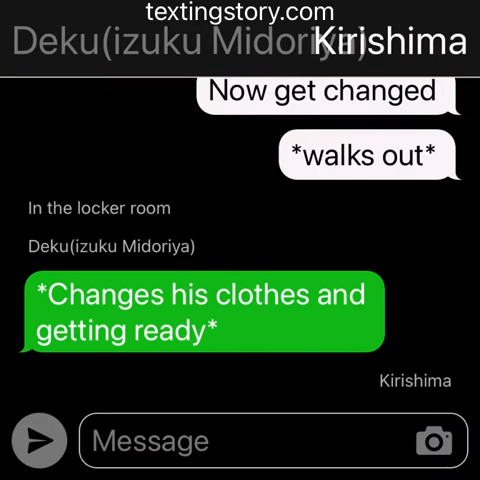 textingstory.com
Deku(izuku Midoriya)
Kirishima
Now get changed
*walks out*
In the locker room
Deku(izuku Midoriya)
*Changes his clothes and
getting ready*
Kirishima
Message